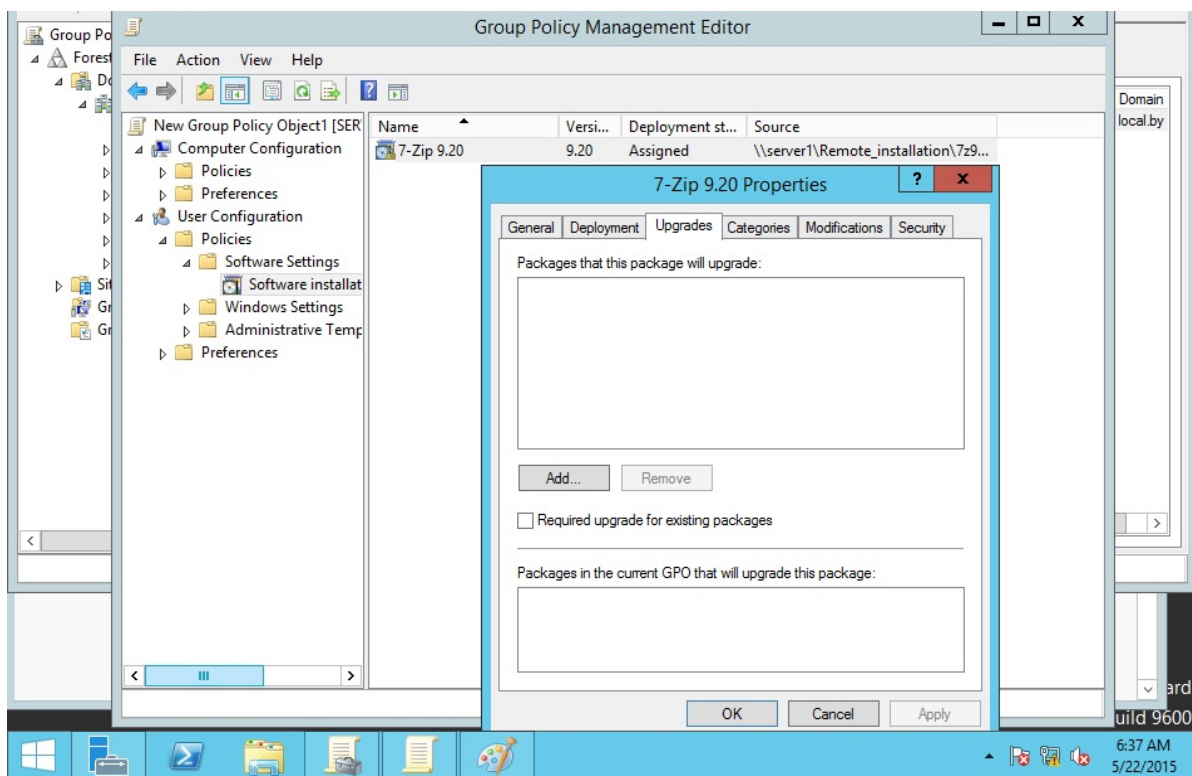 Group Policy Management Editor
Group Po
Forest
Do
Sit
Gr
Gr
File Action View Help
New Group Policy Object1 [SER
Computer Configuration
Policies
Preferences
User Configuration
Policies
Software Settings
Software installat
Windows Settings
Administrative Temp
Preferences
Name Versi... Deployment st... Source
7-Zip 9.20 9.20 Assigned \\server1\Remote_installation\7z9...
Domain
local.by
7-Zip 9.20 Properties
General Deployment Upgrades Categories Modifications Security
Packages that this package will upgrade:
Add... Remove
Required upgrade for existing packages
Packages in the current GPO that will upgrade this package:
OK Cancel Apply
ard
uild 9600
6:37 AM
5/22/2015